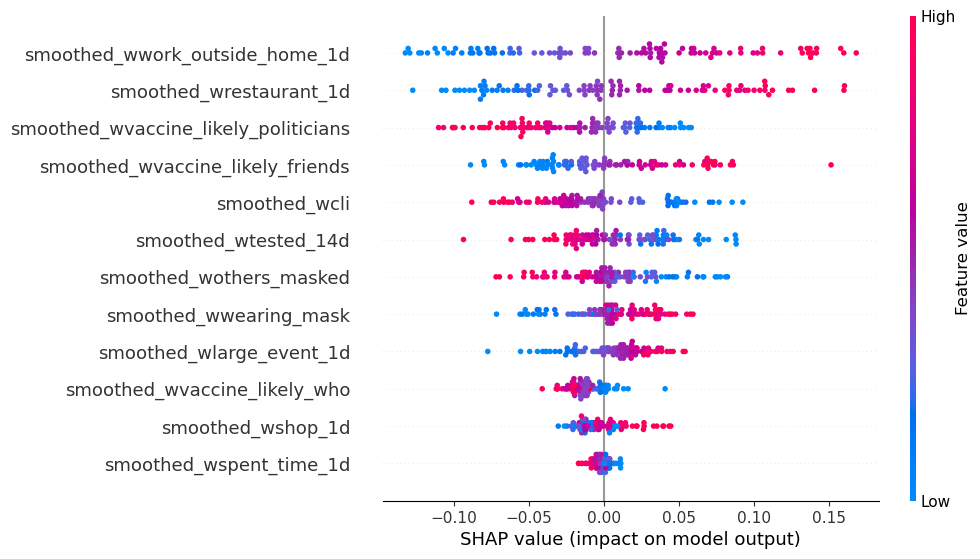 High
smoothed_wwork_outside_home_1d
smoothed_wrestaurant_1d
smoothed_wvaccine_likely_politicians
smoothed_wvaccine_likely_friends
smoothed_wcli
smoothed_wtested_14d
smoothed_wothers_masked
smoothed_wwearing_mask
smoothed_wlarge_event_1d
smoothed_wvaccine_likely_who
smoothed_wshop_1d
smoothed_wspent_time_1d
Feature value
Low
−0.10 −0.05 0.00 0.05 0.10 0.15
SHAP value (impact on model output)